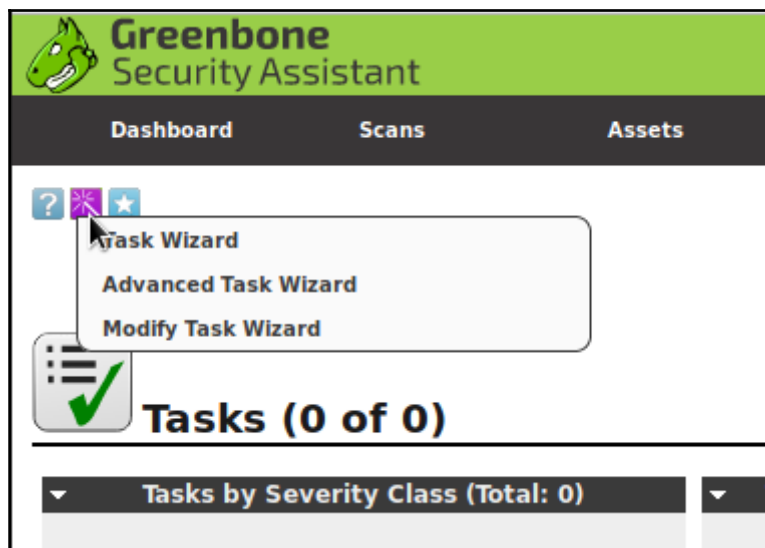 Greenbone
Security Assistant
Dashboard Scans Assets
?
Task Wizard
Advanced Task Wizard
Modify Task Wizard
Tasks (0 of 0)
Tasks by Severity Class (Total: 0)